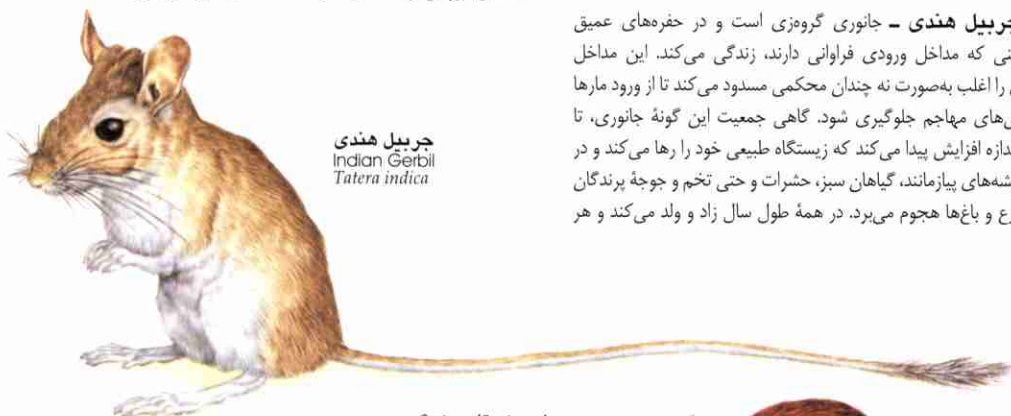 جربیل هندی ـ جانوری گروه‌زی است و در حفره‌های عمیق
که مداخل ورودی فراوانی دارند، زندگی می‌کند. این مداخل
را اغلب به‌صورت نه چندان محکمی مسدود می‌کند تا از ورود مارها
مهاجم جلوگیری شود. گاهی جمعیت این گونهٔ جانوری، تا
افزایش پیدا می‌کند که زیستگاه طبیعی خود را رها می‌کند و در
پیازمانند، گیاهان سبز، حشرات و حتی تخم و جوجهٔ پرندگان
و باغ‌ها هجوم می‌برد. در همهٔ طول سال زاد و ولد می‌کند و هر
جربیل هندی
Indian Gerbil
Tatera indica